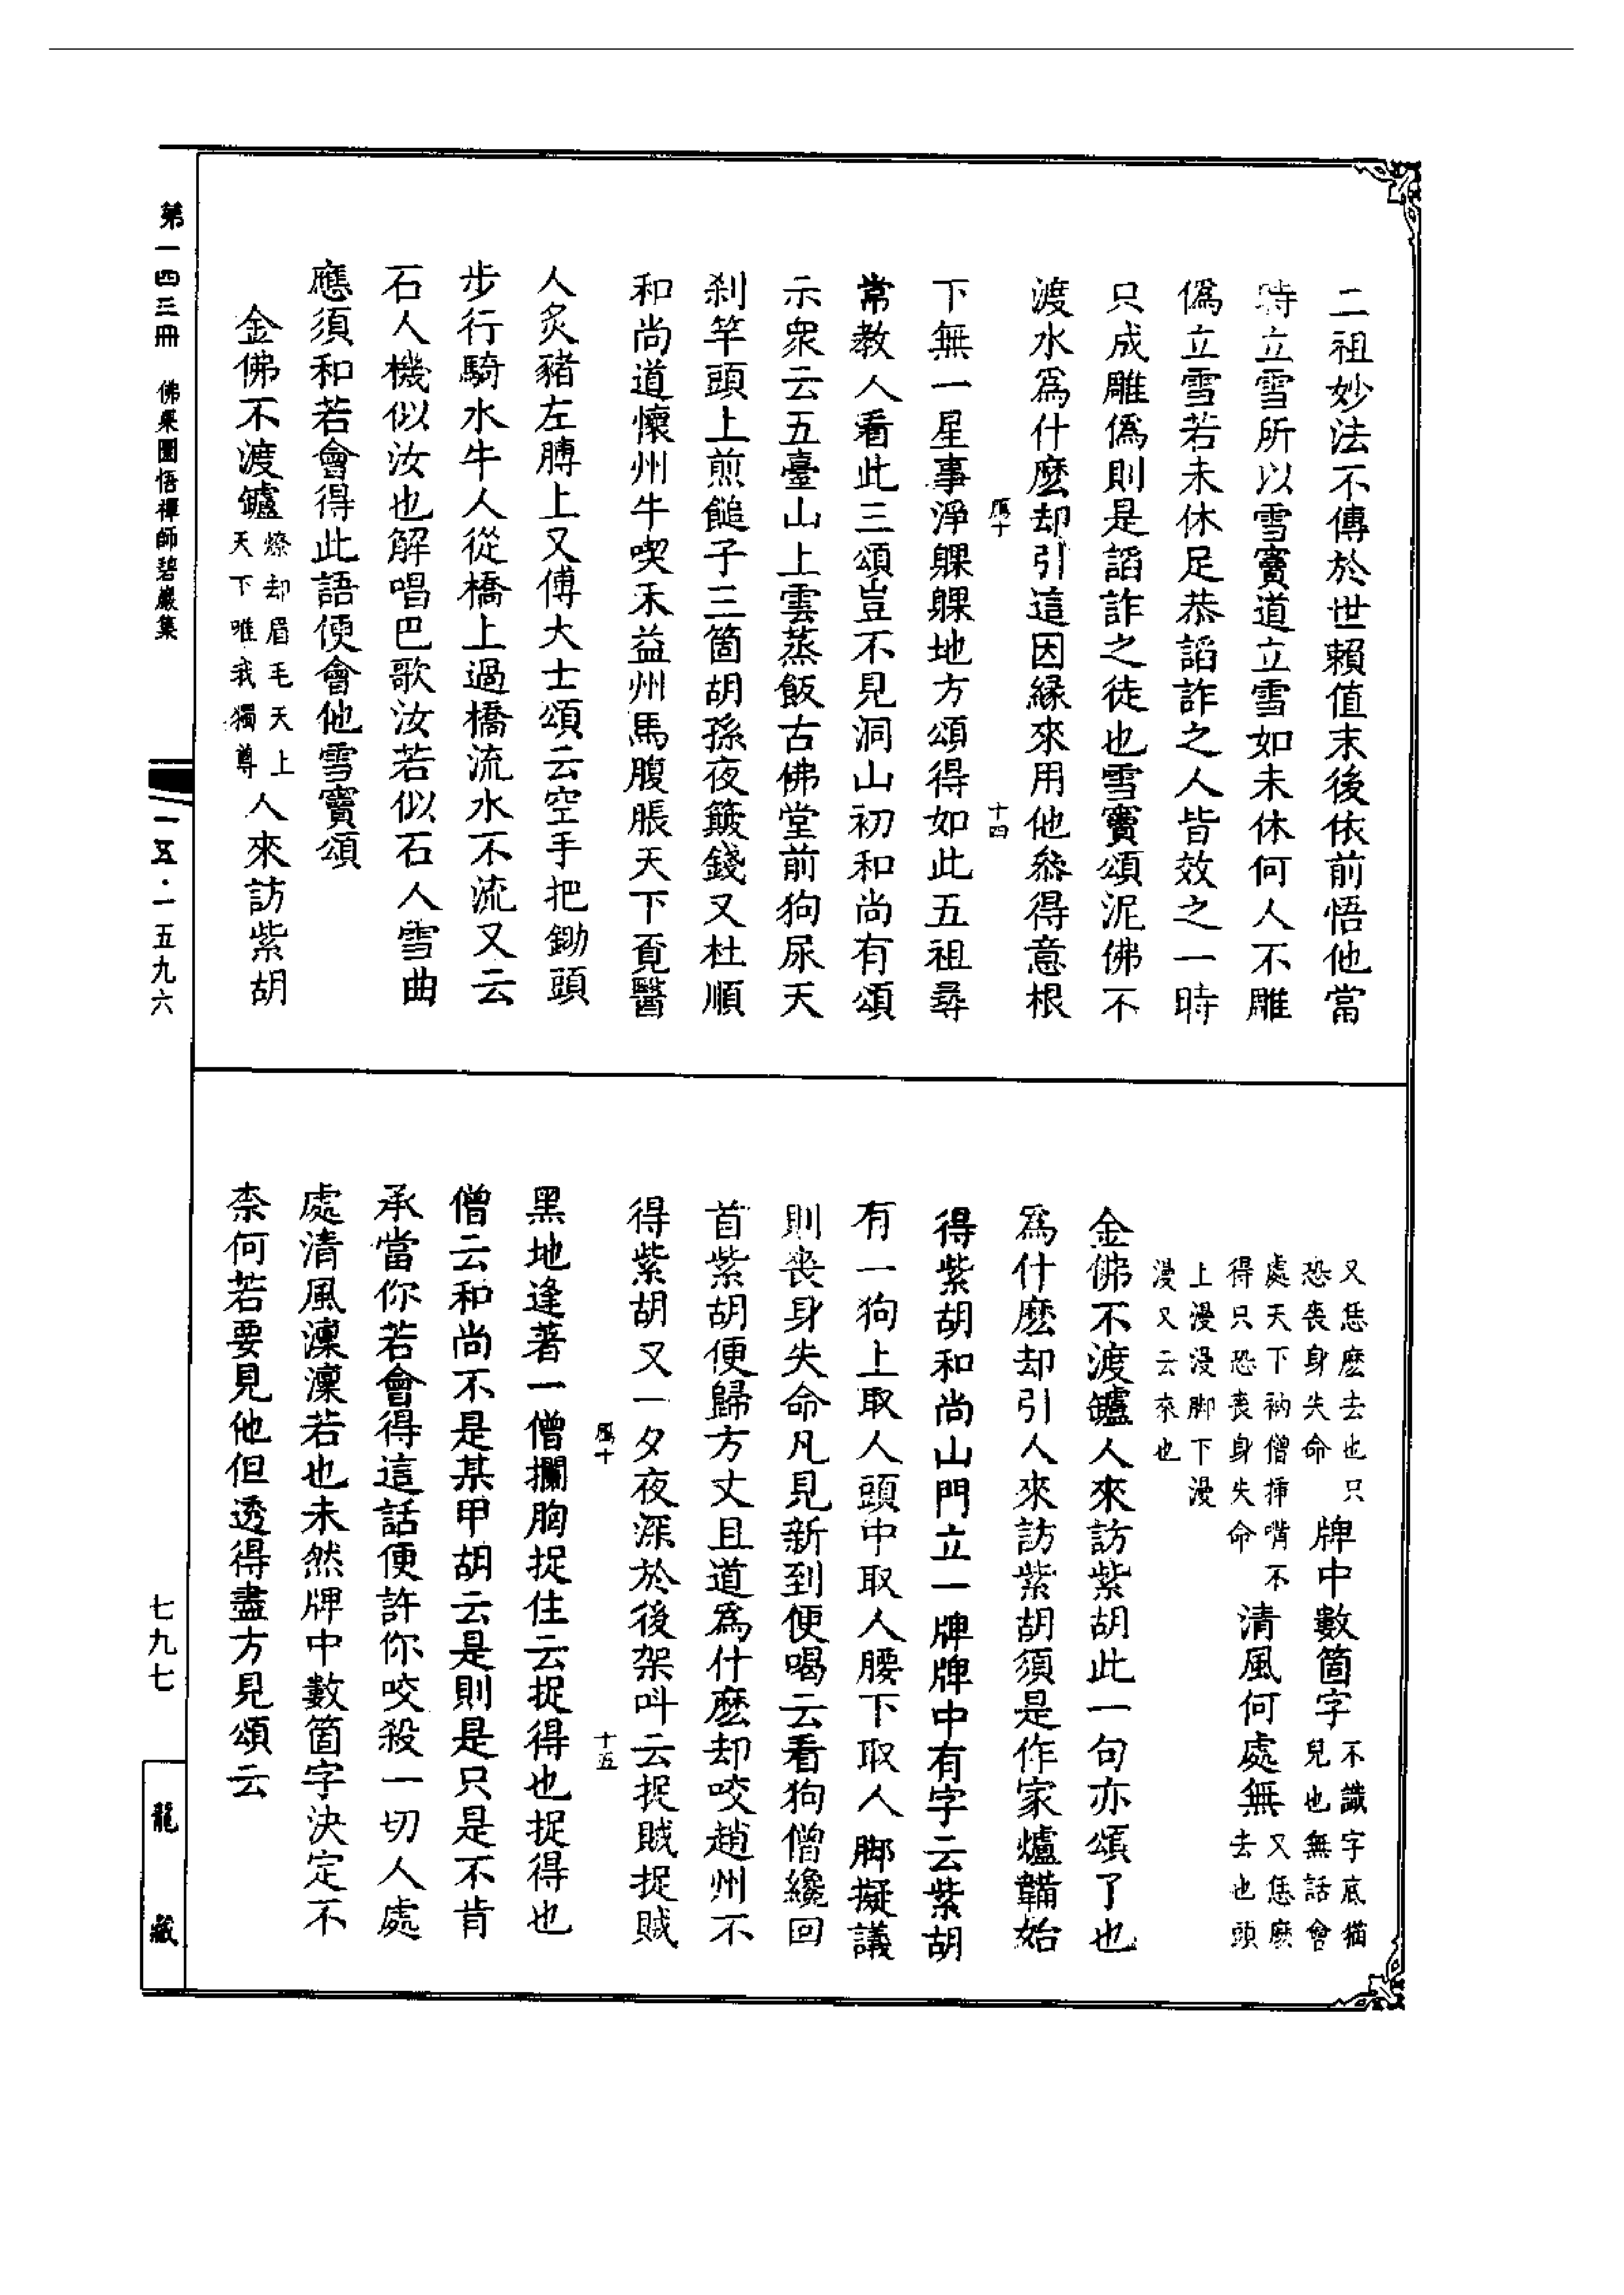 二祖妙法不傳於世賴值末後依前悟他當
時立雪所以雪竇道立雪如未休何人不雕
偽立雪若未休足恭諂詐之人皆效之一時
只成雕偽則是諂詐之徒也雪竇頌泥佛不
渡水爲什麽却引這因緣來用他叅得意根
鴈十
十四
下無一星事淨躶躶地方頌得如此五祖尋
常教人看此三頌豈不見洞山初和尚有頌
示衆云五臺山上雲蒸飯古佛堂前狗尿天
刹竿頭上煎䭔子三箇胡孫夜簸錢又杜順
和尚道懷州牛喫禾益州馬腹脹天下覔醫
人炙豬左膊上又傅大士頌云空手把鋤頭
步行騎水牛人從橋上過橋流水不流又云
石人機似汝也解唱巴歌汝若似石人雪曲
應須和若會得此語便會他雪竇頌
金佛不渡鑪燎却眉毛天上天下唯我獨尊人來訪紫胡
又恁麽去也只恐喪身失命牌中數箇字不識字底猫兒也無話會
處天下衲僧揷嘴不得只恐喪身失命清風何處無又恁麽去也頭
上漫漫脚下漫漫又云來也
金佛不渡鑪人來訪紫胡此一句亦頌了也
爲什麽却引人來訪紫胡須是作家爐韛始
得紫胡和尚山門立一牌牌中有字云紫胡
有一狗上取人頭中取人腰下取人脚擬議
則喪身失命凡見新到便喝云看狗僧纔回
首紫胡便歸方丈且道爲什麽却咬趙州不
得紫胡又一夕夜深於後架呌云捉賊捉賊
鴈十
十五
黑地逢著一僧攔胸捉住云捉得也捉得也
僧云和尚不是某甲胡云是則是只是不肯
承當你若會得這話便許你咬殺一切人處
處清風凜凜若也未然牌中數箇字決定不
柰何若要見他但透得盡方見頌云
第一四三冊 佛果圜悟禪師碧巖集
一五·一五九六
七九七
龍藏